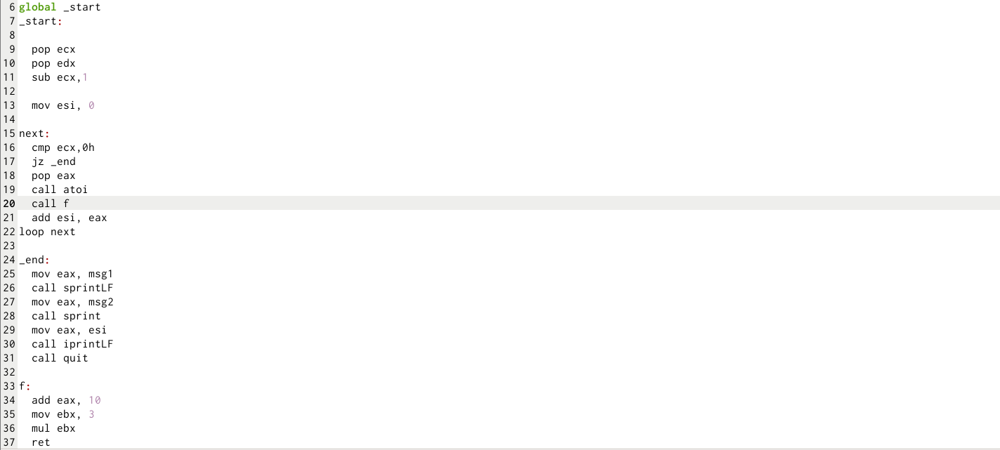 6 global _start
7 _start:
8
9 pop ecx
10 pop edx
11 sub ecx,1
12
13 mov esi, 0
14
15 next:
16 cmp ecx,0h
17 jz _end
18 pop eax
19 call atoi
20 call f
21 add esi, eax
22 loop next
23
24 _end:
25 mov eax, msg1
26 call sprintLF
27 mov eax, msg2
28 call sprint
29 mov eax, esi
30 call iprintLF
31 call quit
32
33 f:
34 add eax, 10
35 mov ebx, 3
36 mul ebx
37 ret